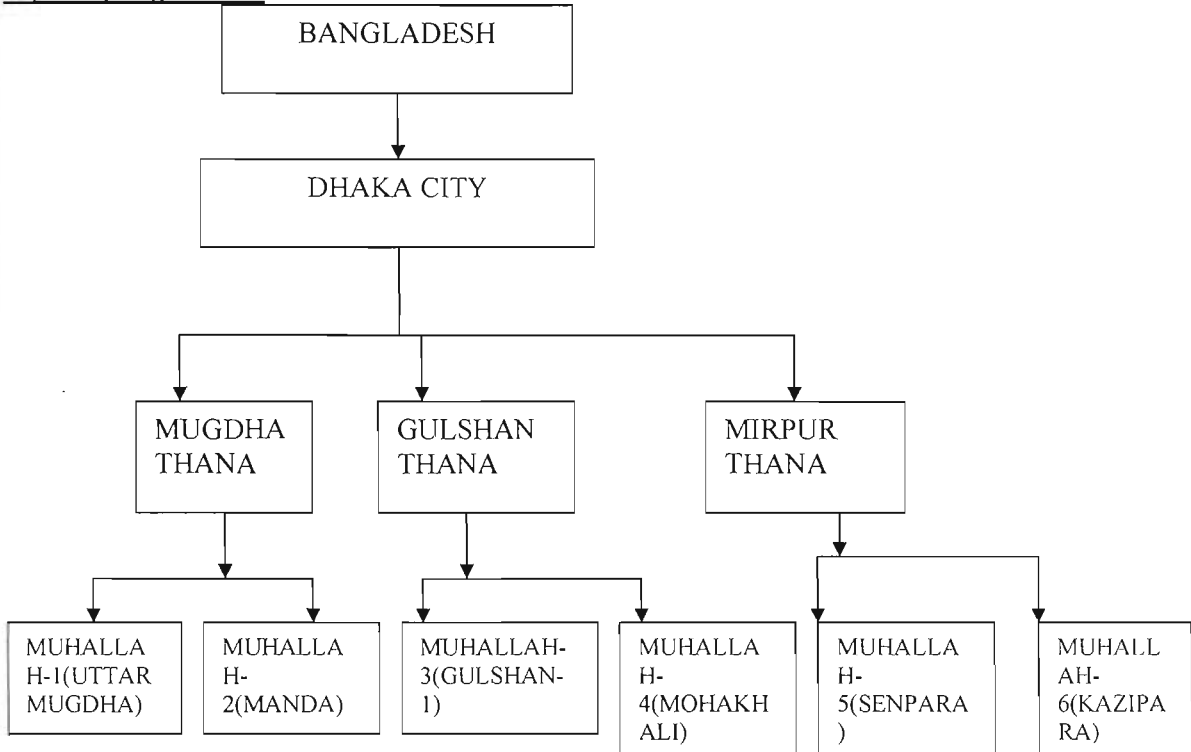 BANGLADESH
DHAKA CITY
MUGDHA
THANA
GULSHAN
THANA
MIRPUR
THANA
MUHALLA
H-1(UTTAR
MUGDHA)
MUHALLA
H-
2(MANDA)
MUHALLAH-
3(GULSHAN-
1)
MUHALLA
H-
4(MOHAKH
ALI)
MUHALLA
H-
5(SENPARA
)
MUHALL
AH-
6(KAZIPA
RA)